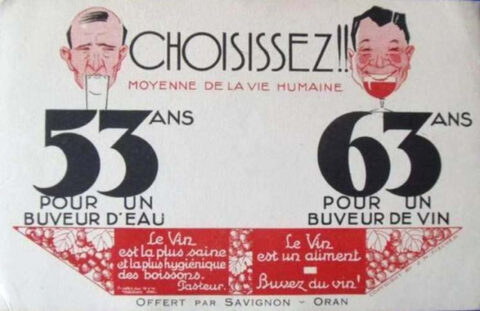 CHOISISSEZ!!
MOYENNE DE LA VIE HUMAINE
53 ANS
POUR UN
BUVEUR D'EAU
63 ANS
POUR UN
BUVEUR DE VIN
Le Vin
est la plus saine
et la plus hygiénique
des boissons.
Pasteur.
Le Vin
est un aliment
Buvez du vin!
OFFERT PAR SAVIGNON - ORAN